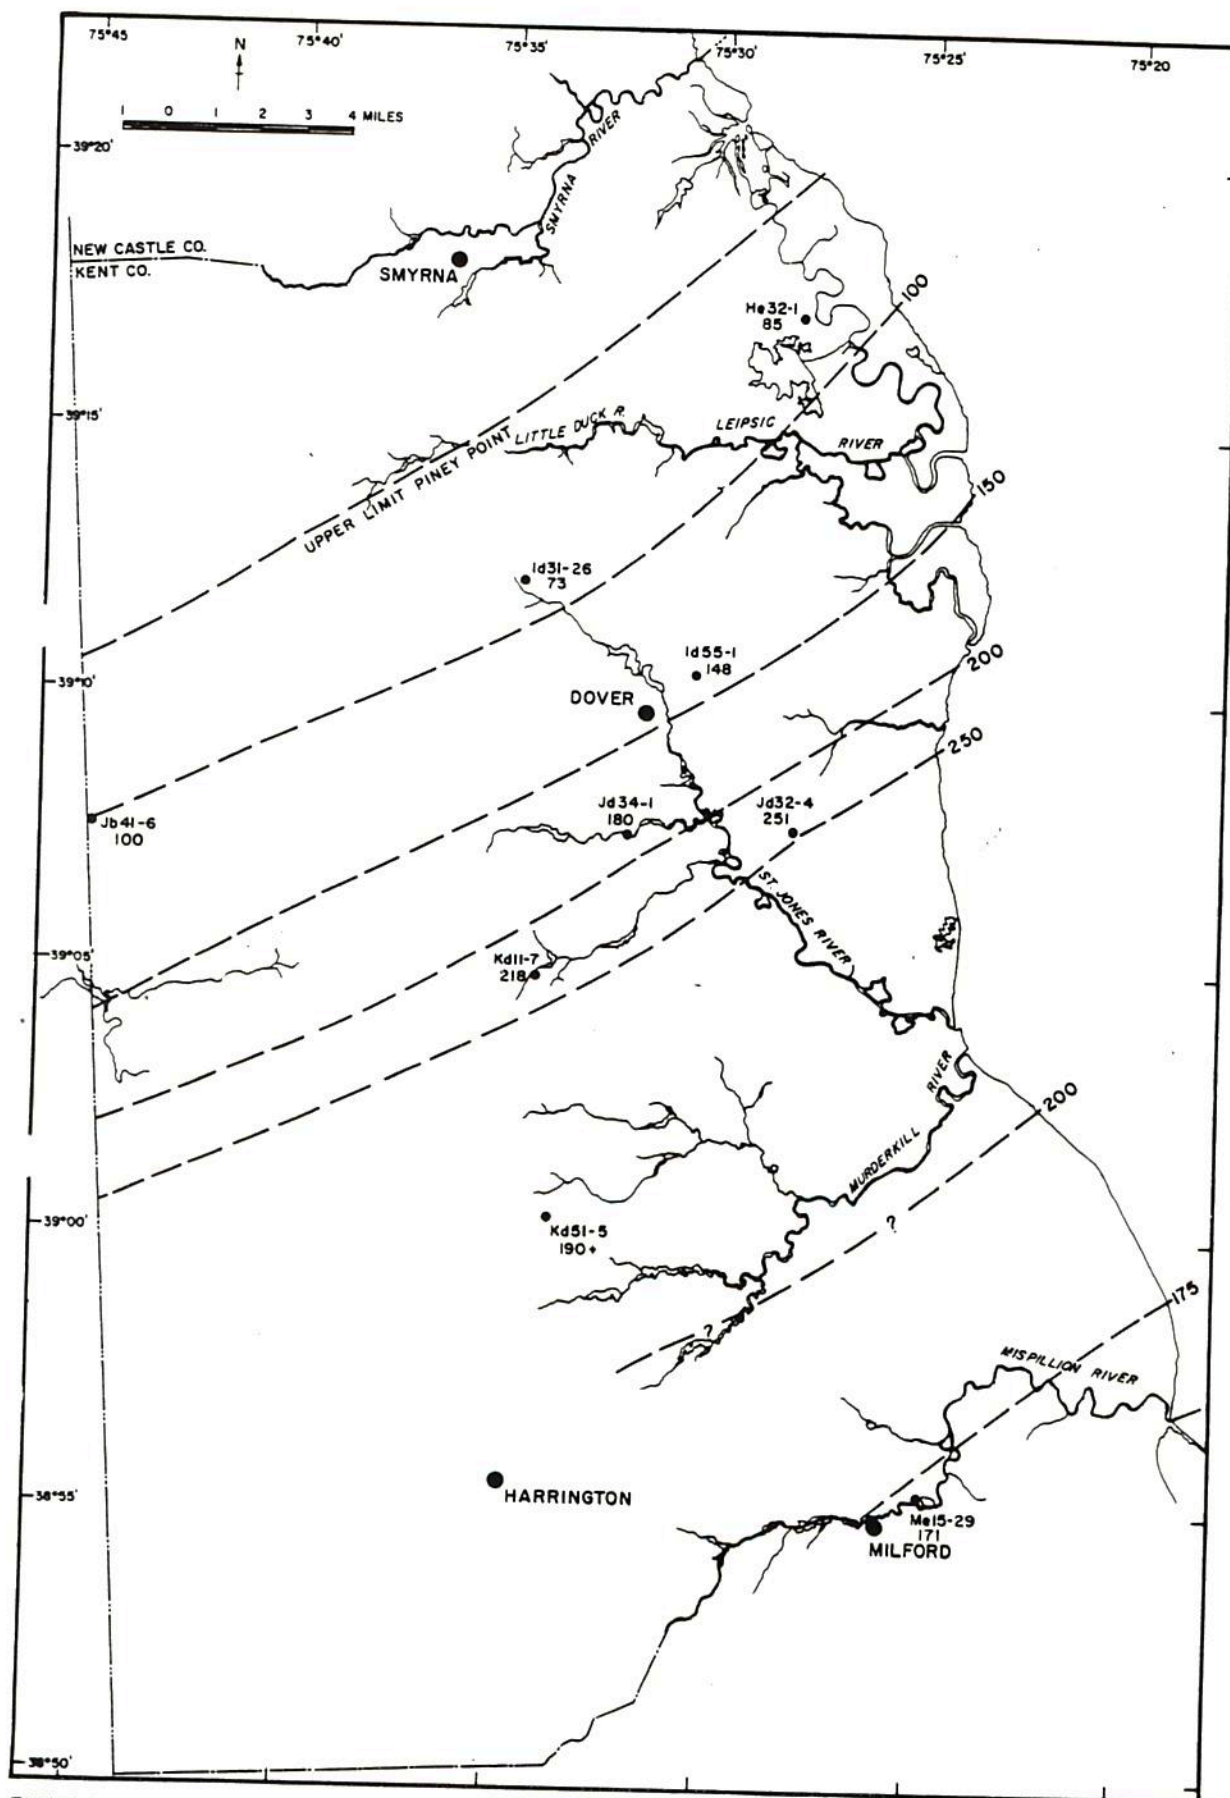 75°45'
75°40'
75°35'
75°30'
75°25'
75°20'
N
1 0 1 2 3 4 MILES
39°20'
SMYRNA RIVER
NEW CASTLE CO.
KENT CO.
SMYRNA
100
He32-1
85
39°15'
LITTLE DUCK R.
LEIPSIC RIVER
UPPER LIMIT PINEY POINT
150
Id31-26
73
Id55-1
148
200
39°10'
DOVER
250
Jb41-6
100
Jd34-1
180
Jd32-4
251
ST. JONES RIVER
39°05'
Kd11-7
218
MURDERKILL RIVER
200
39°00'
?
Kd51-5
190+
175
?
MISPILLION RIVER
38°55'
HARRINGTON
Me15-29
171
MILFORD
38°50'